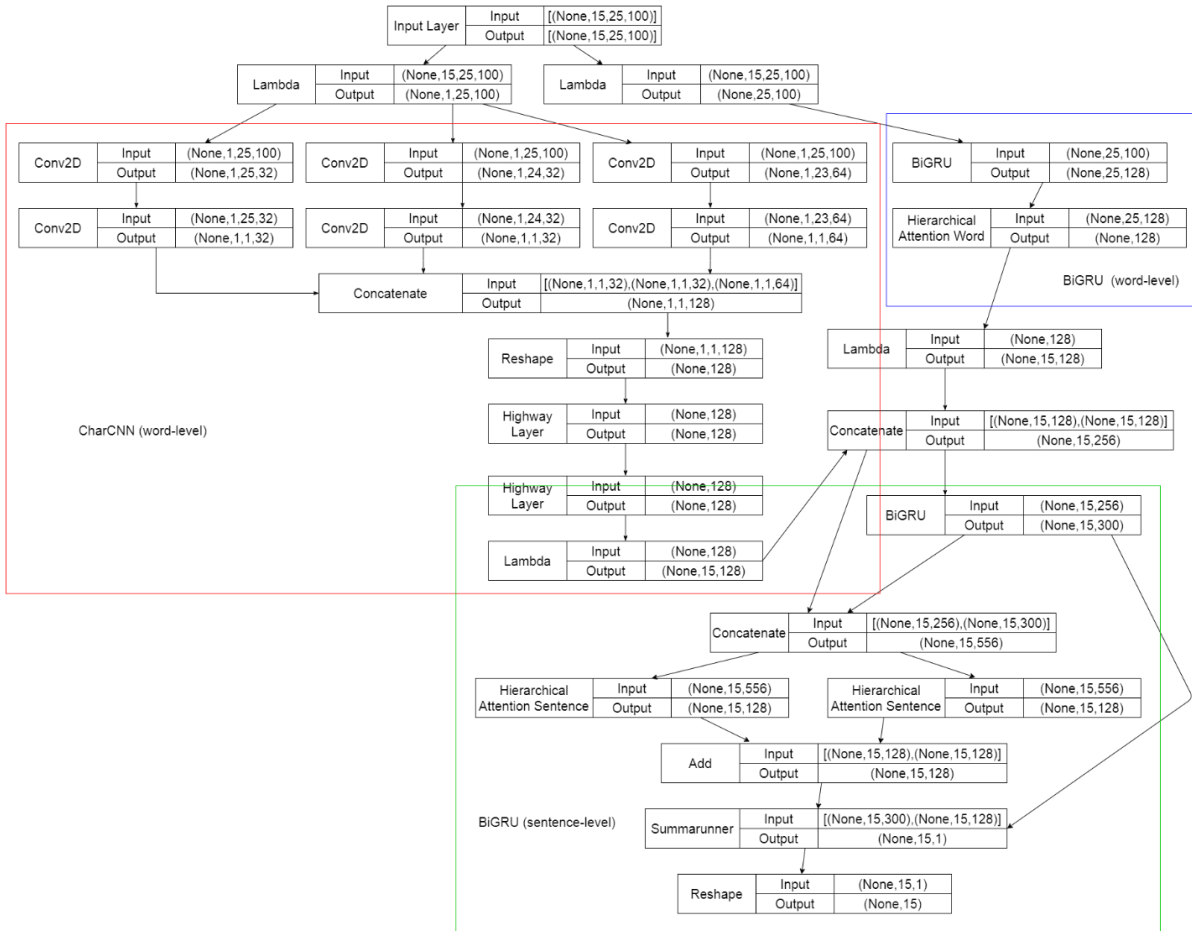 Input Layer Input [(None,15,25,100)]
Output [(None,15,25,100)]
Lambda Input (None,15,25,100)
Output (None,1,25,100)
Lambda Input (None,15,25,100)
Output (None,25,100)
Conv2D Input (None,1,25,100)
Output (None,1,25,32)
Conv2D Input (None,1,25,100)
Output (None,1,24,32)
Conv2D Input (None,1,25,100)
Output (None,1,23,64)
BiGRU Input (None,25,100)
Output (None,25,128)
Conv2D Input (None,1,25,32)
Output (None,1,1,32)
Conv2D Input (None,1,24,32)
Output (None,1,1,32)
Conv2D Input (None,1,23,64)
Output (None,1,1,64)
Hierarchical Attention Word Input (None,25,128)
Output (None,128)
Concatenate Input [(None,1,1,32),(None,1,1,32),(None,1,1,64)]
Output (None,1,1,128)
BiGRU (word-level)
Reshape Input (None,1,1,128)
Output (None,128)
Lambda Input (None,128)
Output (None,15,128)
CharCNN (word-level)
Highway Layer Input (None,128)
Output (None,128)
Concatenate Input [(None,15,128),(None,15,128)]
Output (None,15,256)
Highway Layer Input (None,128)
Output (None,128)
BiGRU Input (None,15,256)
Output (None,15,300)
Lambda Input (None,128)
Output (None,15,128)
Concatenate Input [(None,15,256),(None,15,300)]
Output (None,15,556)
Hierarchical Attention Sentence Input (None,15,556)
Output (None,15,128)
Hierarchical Attention Sentence Input (None,15,556)
Output (None,15,128)
Add Input [(None,15,128),(None,15,128)]
Output (None,15,128)
BiGRU (sentence-level)
Summarunner Input [(None,15,300),(None,15,128)]
Output (None,15,1)
Reshape Input (None,15,1)
Output (None,15)